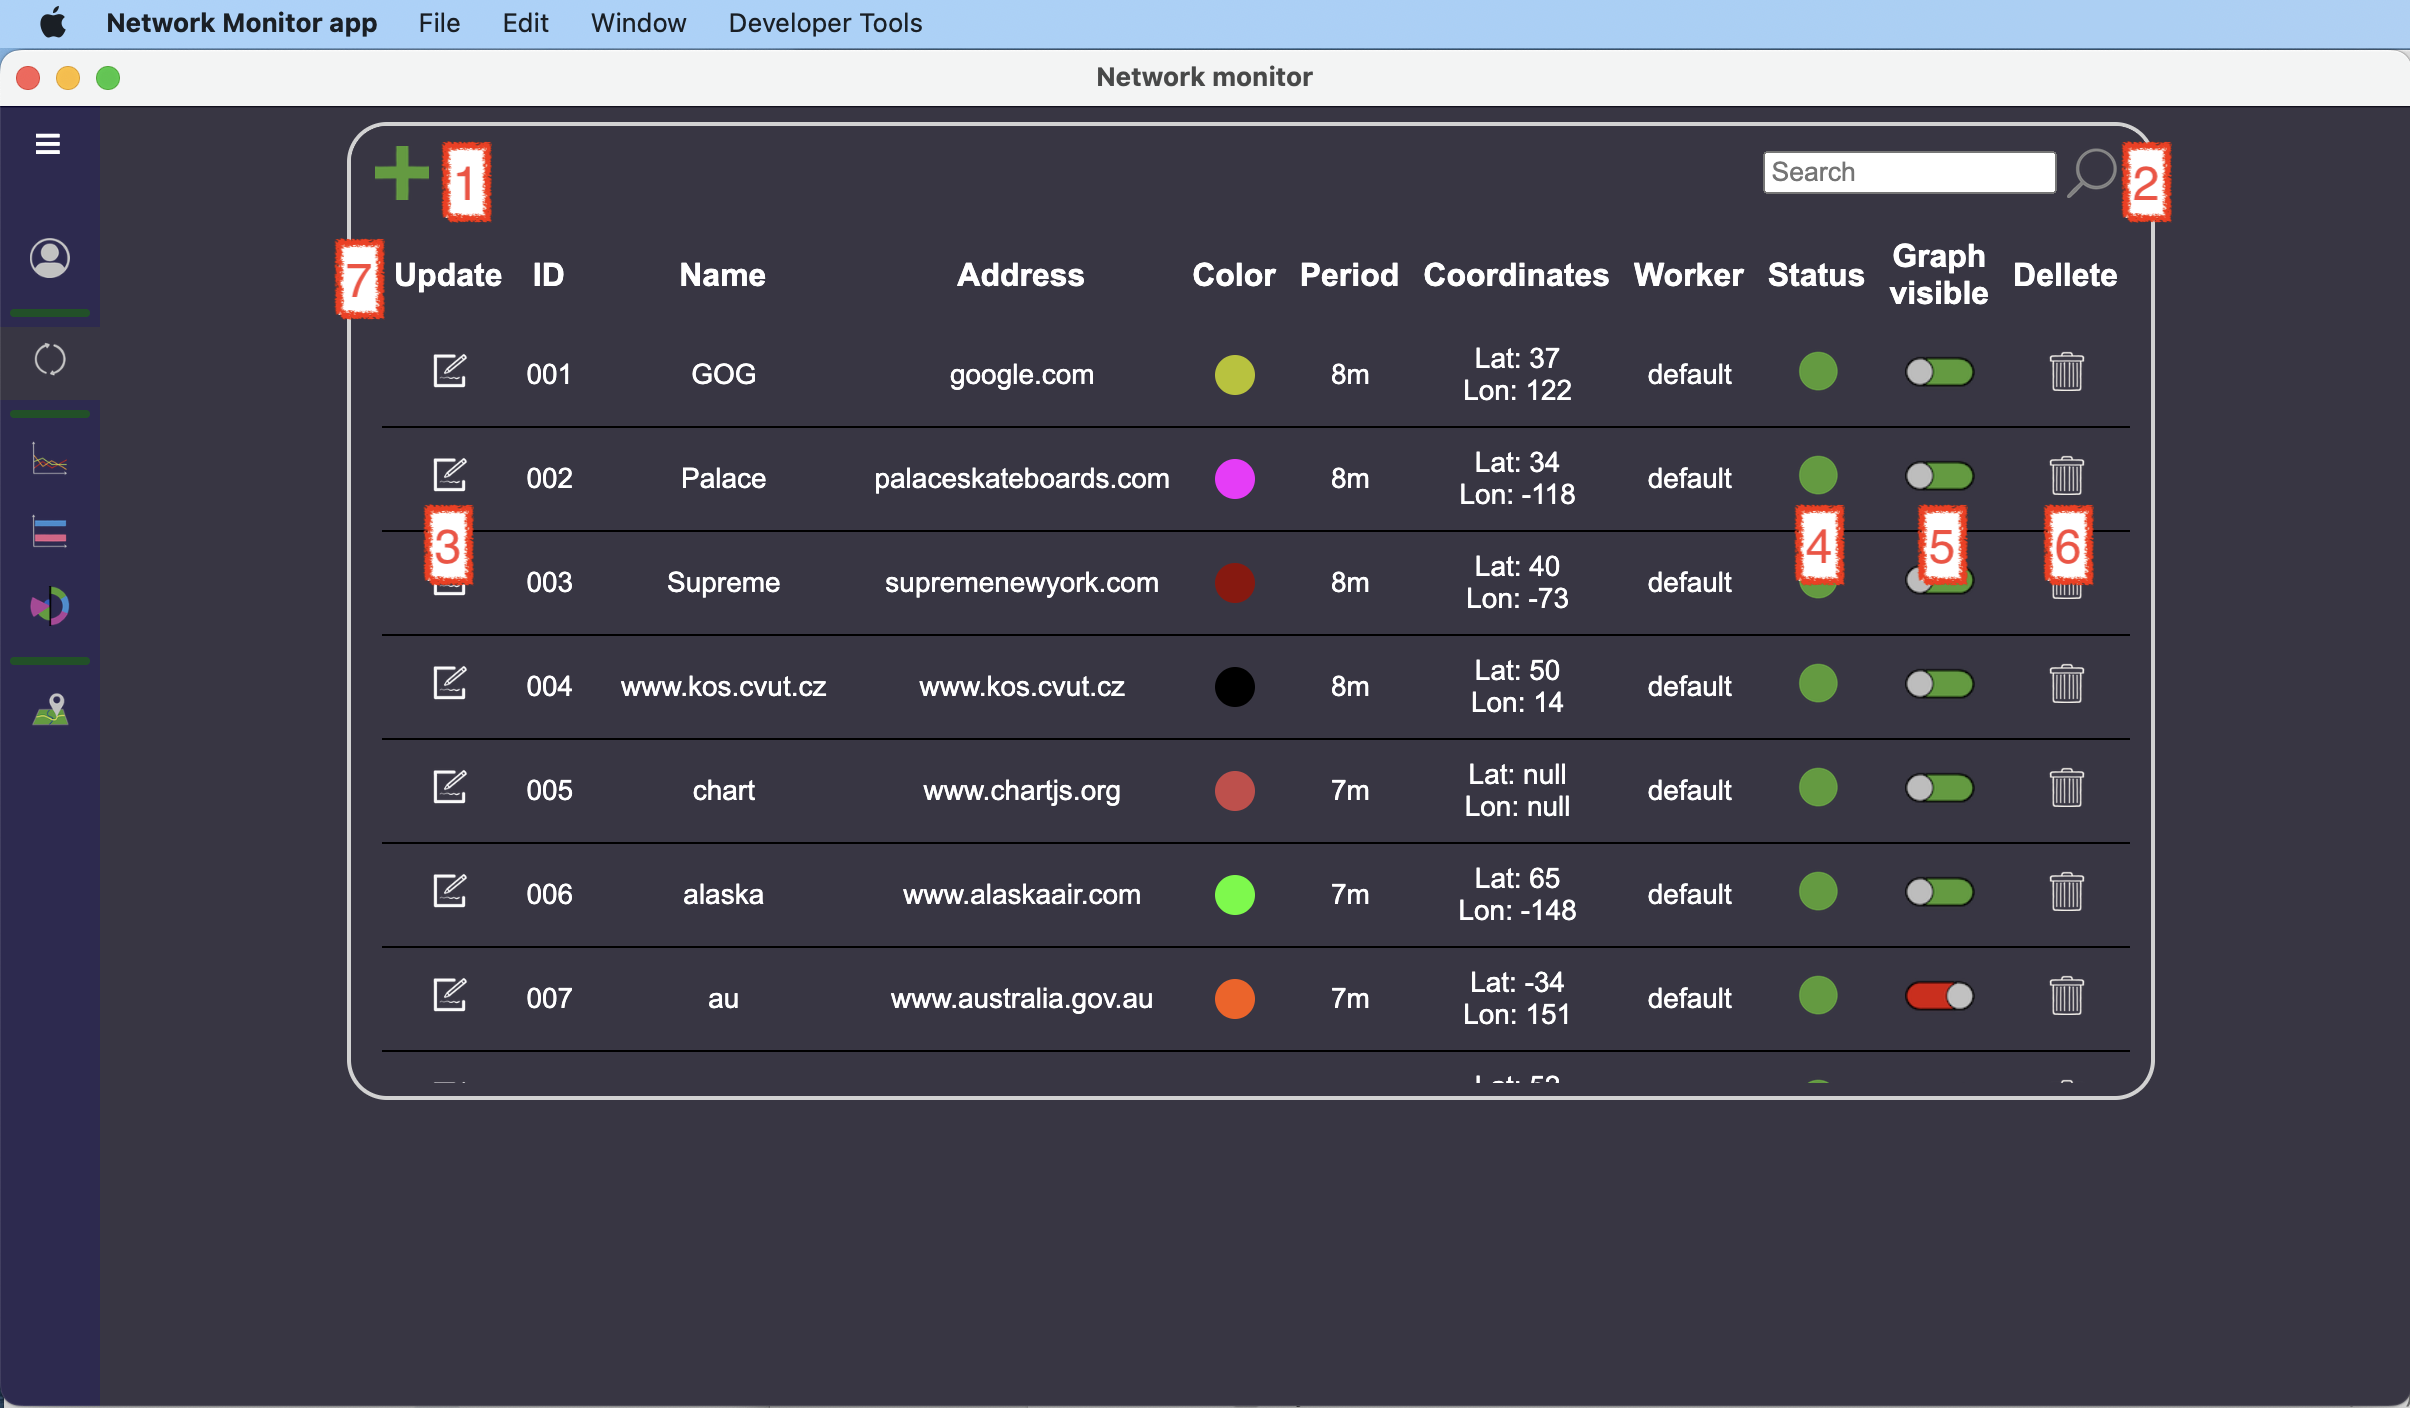 Network Monitor app File Edit Window Developer Tools
Network monitor
1
Search
2
7
Update ID Name Address Color Period Coordinates Worker Status Graph visible Dellete
001 GOG google.com 8m Lat: 37 Lon: 122 default
002 Palace palaceskateboards.com 8m Lat: 34 Lon: -118 default
3
4
5
6
003 Supreme supremenewyork.com 8m Lat: 40 Lon: -73 default
004 www.kos.cvut.cz www.kos.cvut.cz 8m Lat: 50 Lon: 14 default
005 chart www.chartjs.org 7m Lat: null Lon: null default
006 alaska www.alaskaair.com 7m Lat: 65 Lon: -148 default
007 au www.australia.gov.au 7m Lat: -34 Lon: 151 default